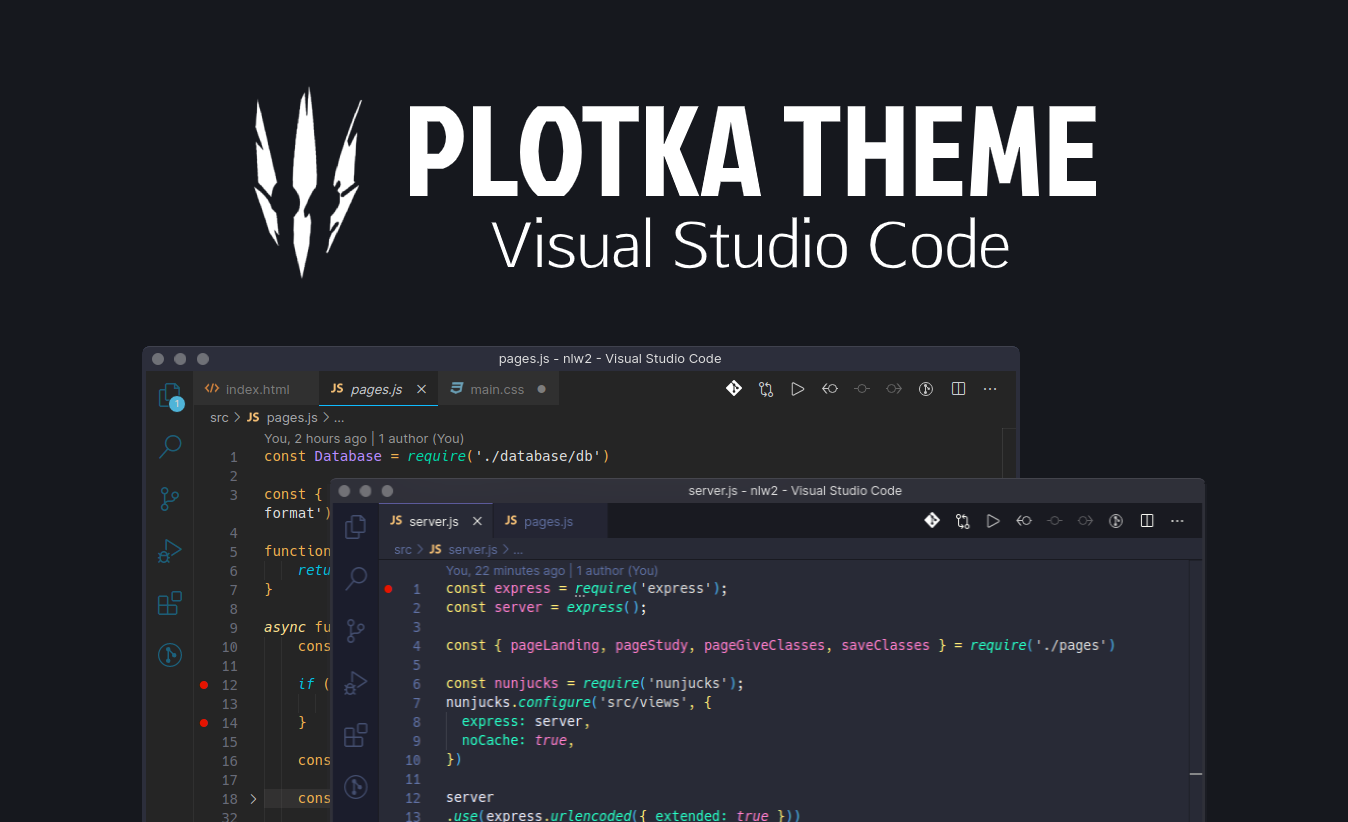 PLOTKA THEME
Visual Studio Code
pages.js - nlw2 - Visual Studio Code
index.html
JS pages.js
main.css
1
src > JS pages.js > ...
You, 2 hours ago | 1 author (You)
1 const Database = require('./database/db')
2
3 const {
format')
4
5 function
6 retu
7 }
8
9 async fu
10 cons
11
12 if (
13
14 }
15
16 cons
17
18 cons
32
server.js - nlw2 - Visual Studio Code
JS server.js
JS pages.js
src > JS server.js > ...
You, 22 minutes ago | 1 author (You)
1 const express = require('express');
2 const server = express();
3
4 const { pageLanding, pageStudy, pageGiveClasses, saveClasses } = require('./pages')
5
6 const nunjucks = require('nunjucks');
7 nunjucks.configure('src/views', {
8 express: server,
9 noCache: true,
10 })
11
12 server
13 .use(express.urlencoded({ extended: true }))